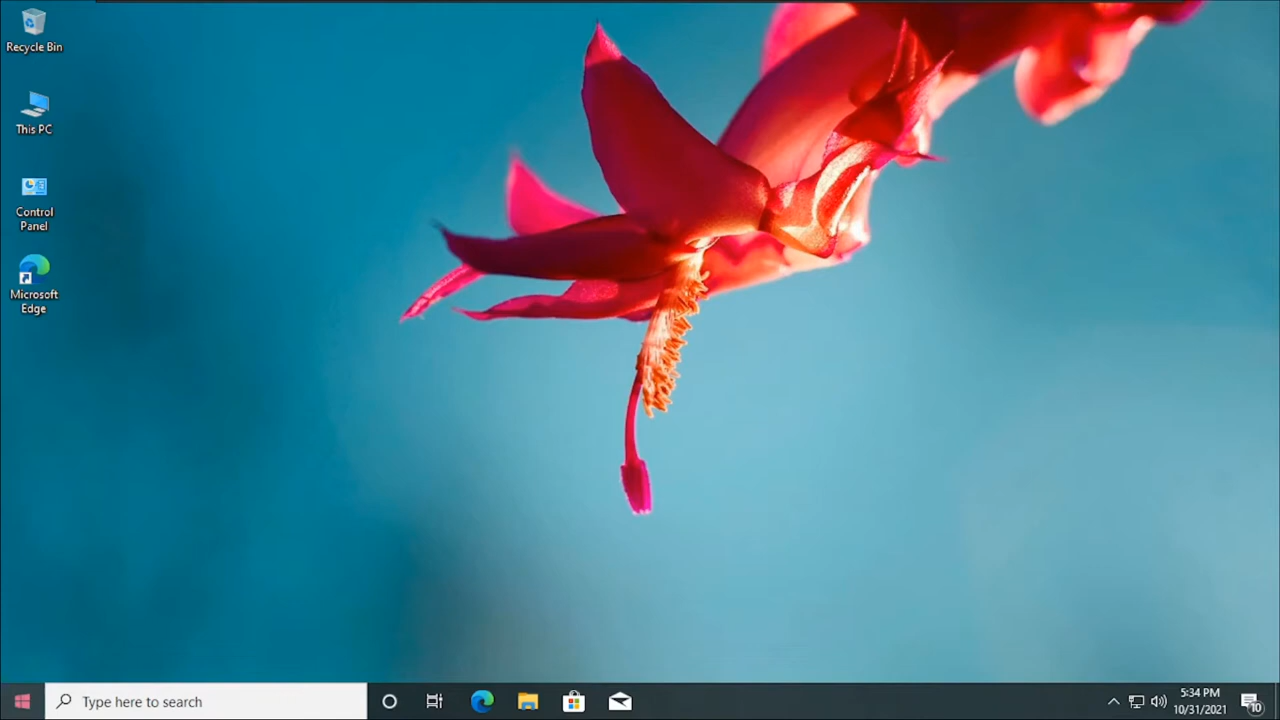 Recycle Bin
This PC
Control
Panel
Microsoft
Edge
Type here to search
5:34 PM
10/31/2021
10